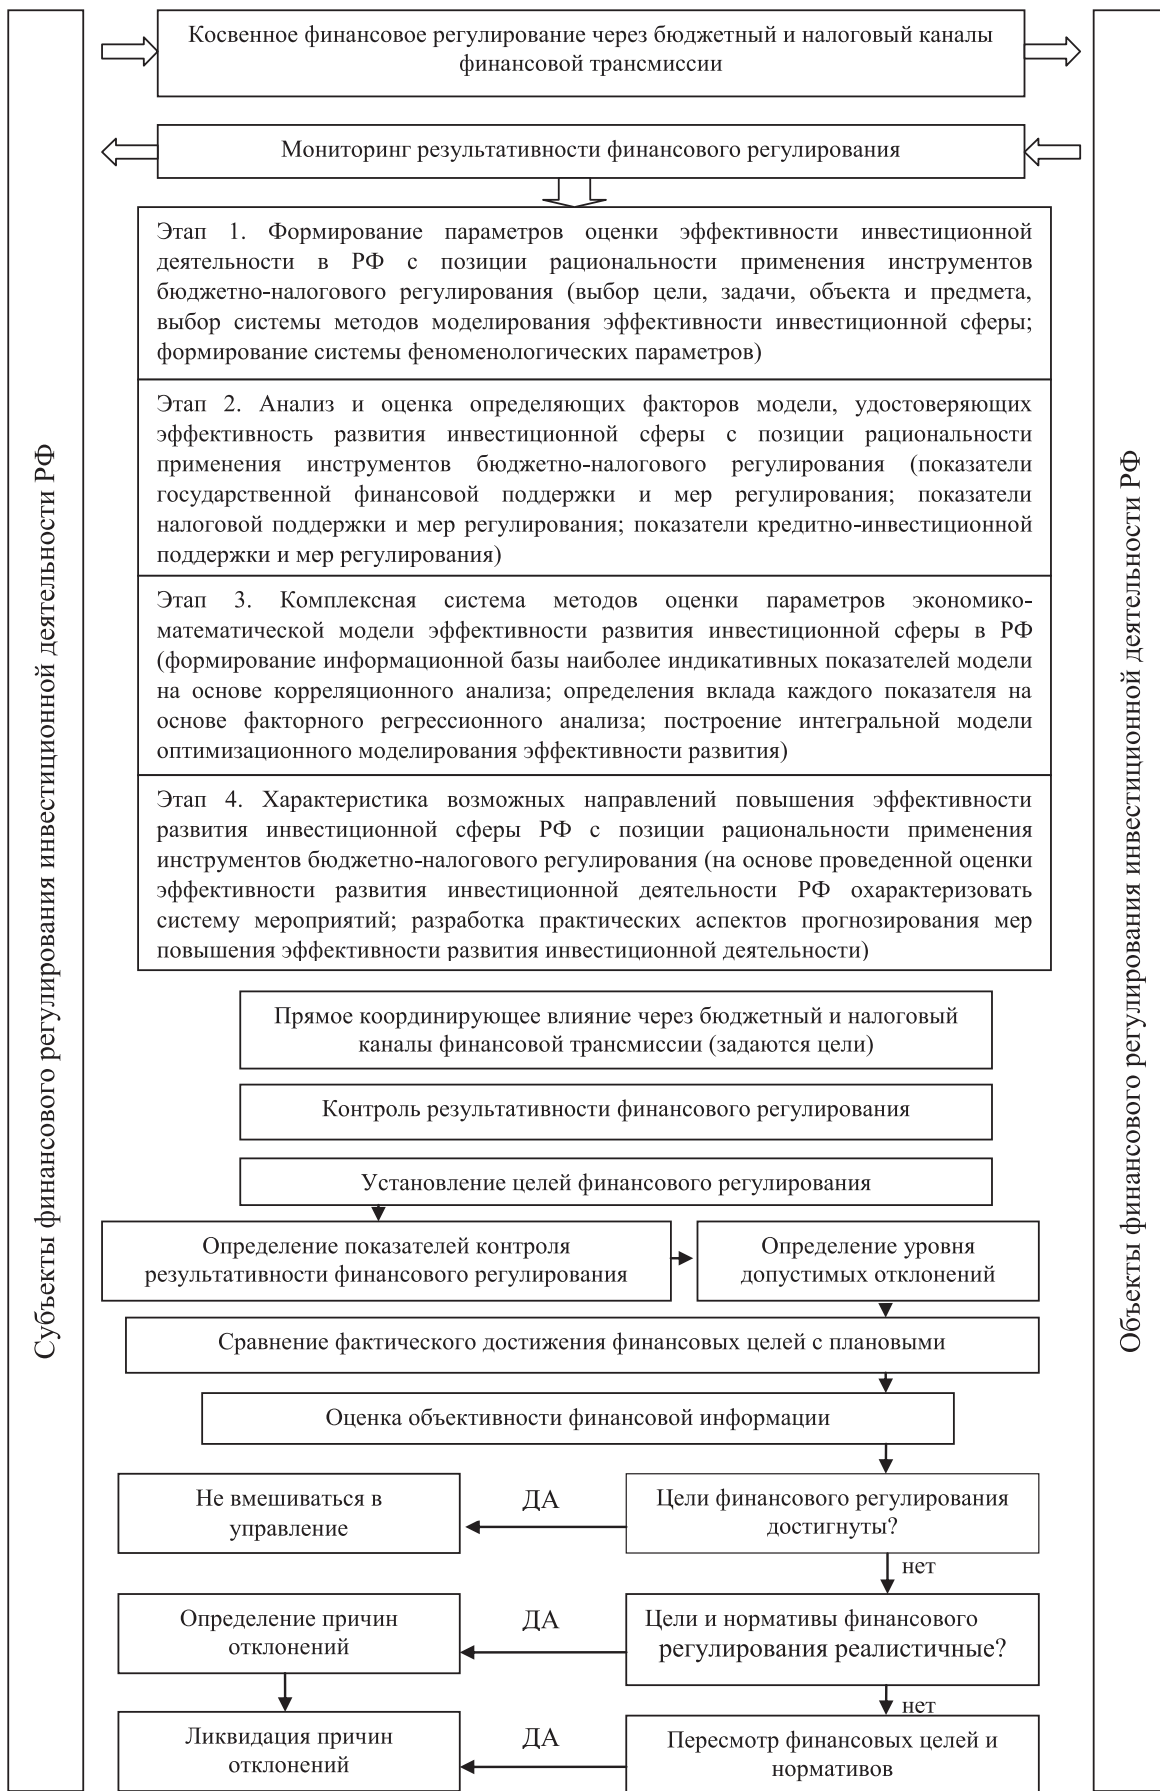 Субъекты финансового регулирования инвестиционной деятельности РФ
Косвенное финансовое регулирование через бюджетный и налоговый каналы
финансовой трансмиссии
Мониторинг результативности финансового регулирования
Этап 1. Формирование параметров оценки эффективности инвестиционной
деятельности в РФ с позиции рациональности применения инструментов
бюджетно-налогового регулирования (выбор цели, задачи, объекта и предмета,
выбор системы методов моделирования эффективности инвестиционной сферы;
формирование системы феноменологических параметров)
Этап 2. Анализ и оценка определяющих факторов модели, удостоверяющих
эффективность развития инвестиционной сферы с позиции рациональности
применения инструментов бюджетно-налогового регулирования (показатели
государственной финансовой поддержки и мер регулирования; показатели
налоговой поддержки и мер регулирования; показатели кредитно-инвестиционной
поддержки и мер регулирования)
Этап 3. Комплексная система методов оценки параметров экономико-
математической модели эффективности развития инвестиционной сферы в РФ
(формирование информационной базы наиболее индикативных показателей модели
на основе корреляционного анализа; определения вклада каждого показателя на
основе факторного регрессионного анализа; построение интегральной модели
оптимизационного моделирования эффективности развития)
Этап 4. Характеристика возможных направлений повышения эффективности
развития инвестиционной сферы РФ с позиции рациональности применения
инструментов бюджетно-налогового регулирования (на основе проведенной оценки
эффективности развития инвестиционной деятельности РФ охарактеризовать
систему мероприятий; разработка практических аспектов прогнозирования мер
повышения эффективности развития инвестиционной деятельности)
Прямое координирующее влияние через бюджетный и налоговый
каналы финансовой трансмиссии (задаются цели)
Контроль результативности финансового регулирования
Установление целей финансового регулирования
Определение показателей контроля
результативности финансового регулирования
Определение уровня
допустимых отклонений
Сравнение фактического достижения финансовых целей с плановыми
Оценка объективности финансовой информации
Не вмешиваться в
управление
ДА
Цели финансового регулирования
достигнуты?
нет
Определение причин
отклонений
ДА
Цели и нормативы финансового
регулирования реалистичные?
нет
Ликвидация причин
отклонений
ДА
Пересмотр финансовых целей и
нормативов
Объекты финансового регулирования инвестиционной деятельности РФ